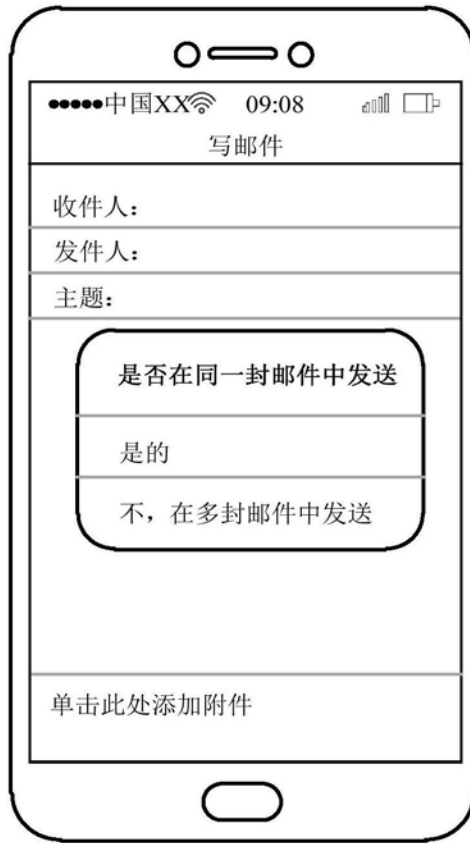 ●●●●●中国XX 09:08
写邮件
收件人：
发件人：
主题：
是否在同一封邮件中发送
是的
不，在多封邮件中发送
单击此处添加附件